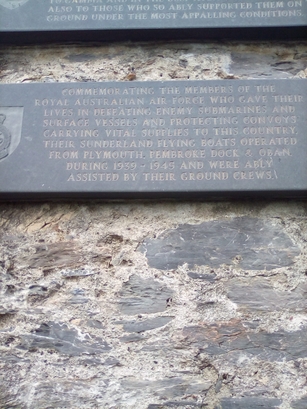 ALSO TO THOSE WHO SO ABLY SUPPORTED THEM ON
GROUND UNDER THE MOST APPALLING CONDITIONS
COMMEMORATING THE MEMBERS OF THE
ROYAL AUSTRALIAN AIR FORCE WHO GAVE THEIR
LIVES IN DEFEATING ENEMY SUBMARINES AND
SURFACE VESSELS AND PROTECTING CONVOYS
CARRYING VITAL SUPPLIES TO THIS COUNTRY.
THEIR SUNDERLAND FLYING BOATS OPERATED
FROM PLYMOUTH, PEMBROKE DOCK & OBAN,
DURING 1939-1945 AND WERE ABLY
ASSISTED BY THEIR GROUND CREWS